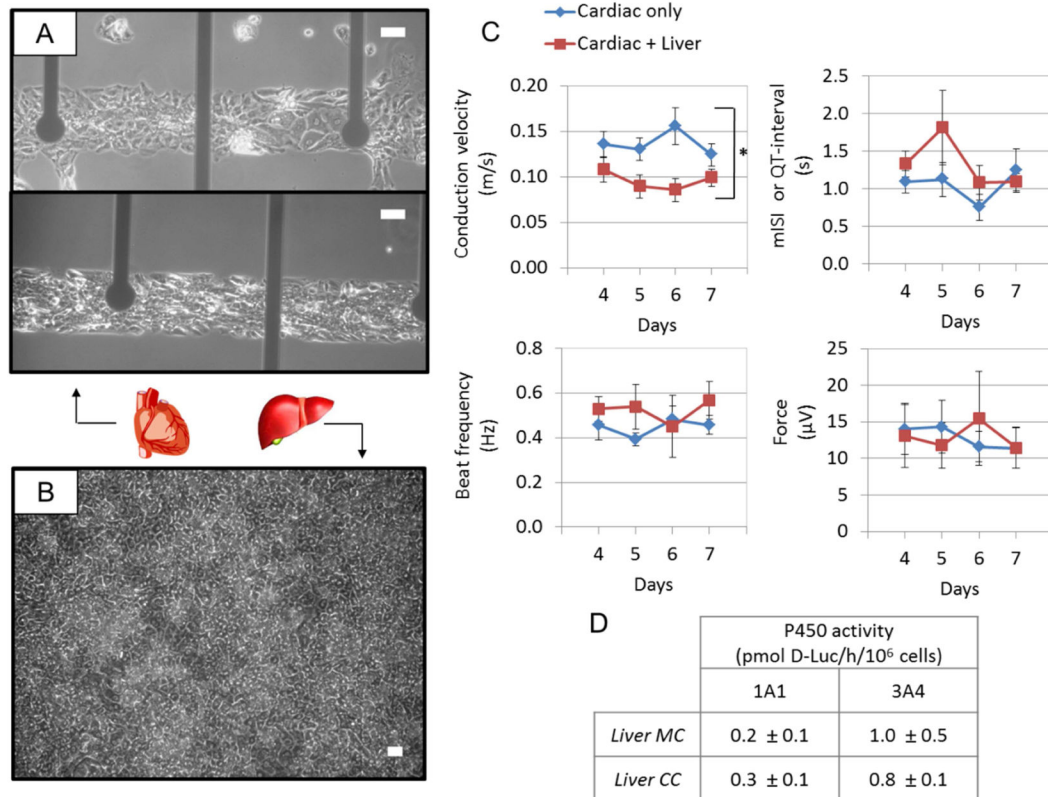 A
B
C
Cardiac only
Cardiac + Liver
Conduction velocity
(m/s)
0.20
0.15
0.10
0.05
0.00
*
4 5 6 7
Days
mISI or QT-interval
(s)
2.5
2.0
1.5
1.0
0.5
0.0
4 5 6 7
Days
Beat frequency
(Hz)
0.8
0.6
0.4
0.2
0.0
4 5 6 7
Days
Force
(μV)
25
20
15
10
5
0
4 5 6 7
Days
D
P450 activity
(pmol D-Luc/h/10⁶ cells)
1A1 3A4
Liver MC 0.2 ± 0.1 1.0 ± 0.5
Liver CC 0.3 ± 0.1 0.8 ± 0.1